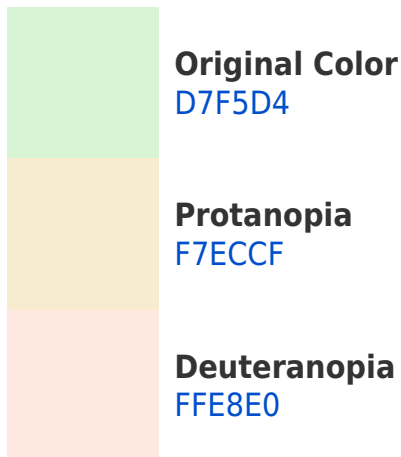 Original Color
D7F5D4
Protanopia
F7ECCF
Deuteranopia
FFE8E0